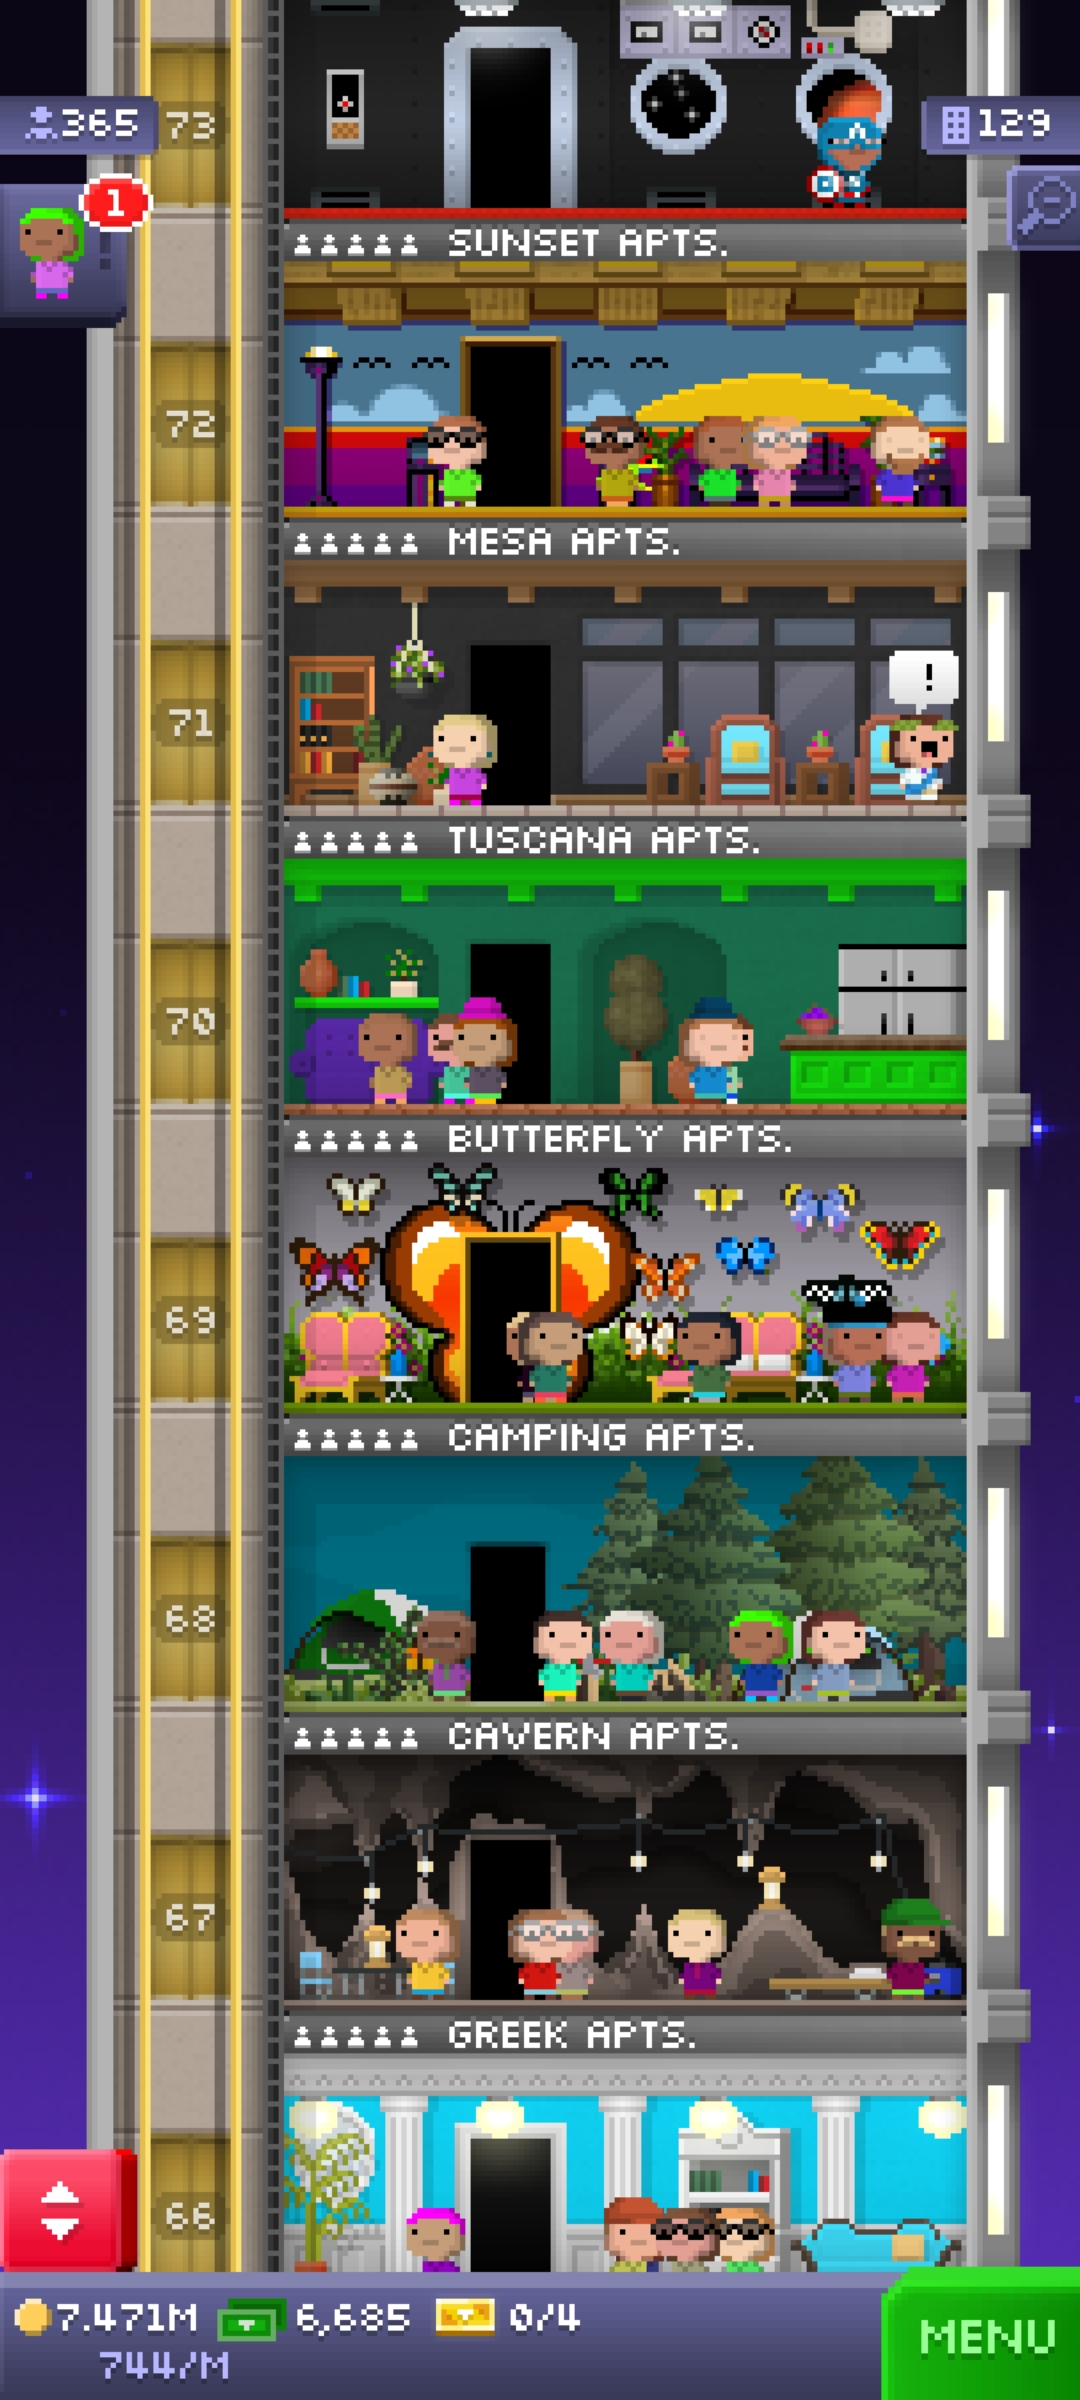 73
365
129
1
SUNSET APTS.
72
MESA APTS.
71
!
TUSCANA APTS.
70
BUTTERFLY APTS.
69
CAMPING APTS.
68
CAVERN APTS.
67
GREEK APTS.
66
7.471M 6,685 0/4
744/M
MENU